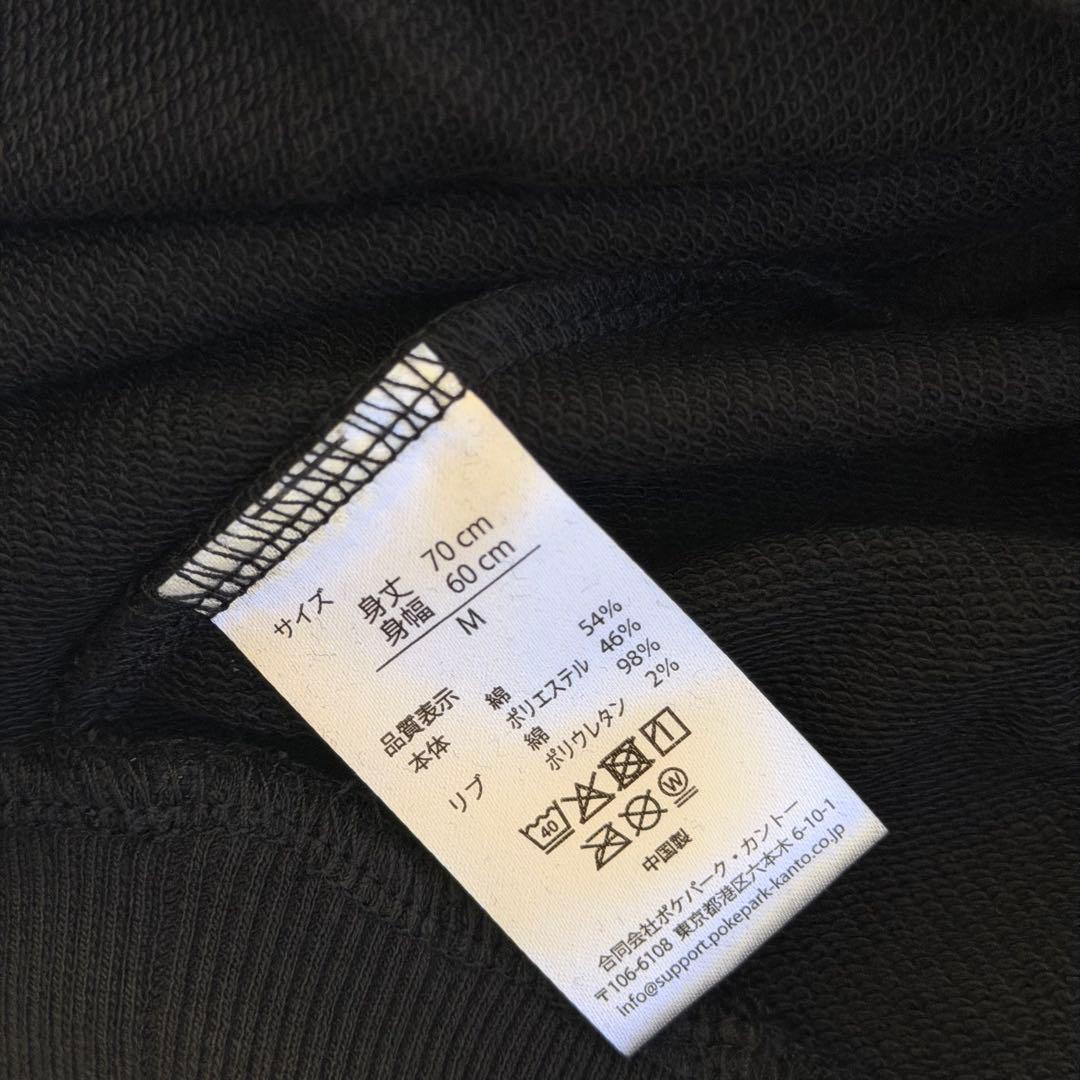 サイズ 身丈 70 cm
身幅 60 cm
M
品質表示
本体 綿 54%
ポリエステル 46%
リブ 綿 98%
ポリウレタン 2%
40
W
中国製
合同会社ポケパーク・カントー
〒106-6108 東京都港区六本木 6-10-1
info@support.pokepark-kanto.co.jp